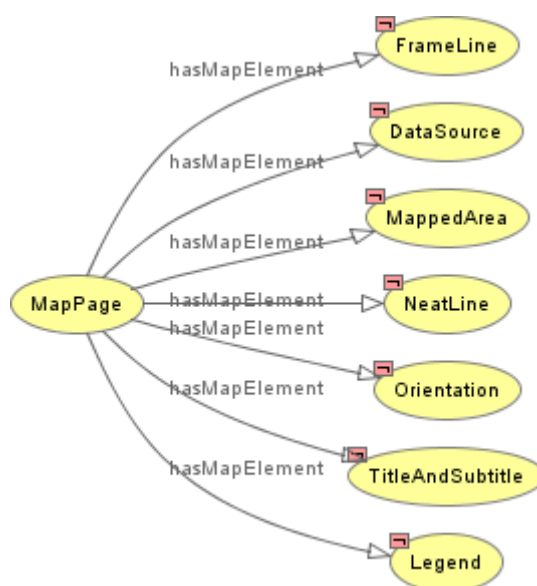 FrameLine
hasMapElement
DataSource
hasMapElement
MappedArea
hasMapElement
MapPage
hasMapElement
NeatLine
hasMapElement
Orientation
hasMapElement
TitleAndSubtitle
hasMapElement
Legend